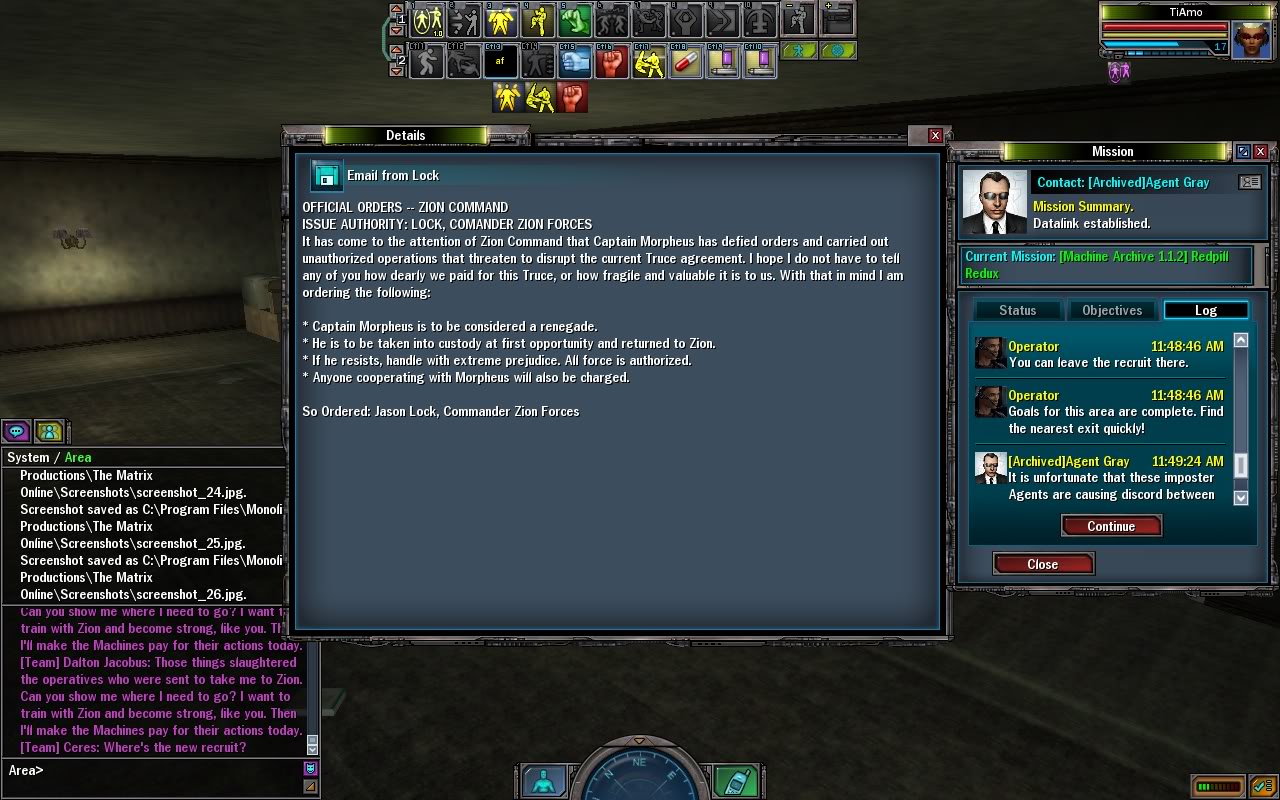 TiAmo
17
1
2
1.0
af
Details
Email from Lock
OFFICIAL ORDERS -- ZION COMMAND
ISSUE AUTHORITY: LOCK, COMANDER ZION FORCES
It has come to the attention of Zion Command that Captain Morpheus has defied orders and carried out
unauthorized operations that threaten to disrupt the current Truce agreement. I hope I do not have to tell
any of you how dearly we paid for this Truce, or how fragile and valuable it is to us. With that in mind I am
ordering the following:
* Captain Morpheus is to be considered a renegade.
* He is to be taken into custody at first opportunity and returned to Zion.
* If he resists, handle with extreme prejudice. All force is authorized.
* Anyone cooperating with Morpheus will also be charged.
So Ordered: Jason Lock, Commander Zion Forces
Mission
Contact: [Archived]Agent Gray
Mission Summary.
Datalink established.
Current Mission: [Machine Archive 1.1.2] Redpill
Redux
Status Objectives Log
Operator 11:48:46 AM
You can leave the recruit there.
Operator 11:48:46 AM
Goals for this area are complete. Find
the nearest exit quickly!
[Archived]Agent Gray 11:49:24 AM
It is unfortunate that these imposter
Agents are causing discord between
Continue
Close
System / Area
Productions\The Matrix
Online\Screenshots\screenshot_24.jpg.
Screenshot saved as C:\Program Files\Monoli
Productions\The Matrix
Online\Screenshots\screenshot_25.jpg.
Screenshot saved as C:\Program Files\Monoli
Productions\The Matrix
Online\Screenshots\screenshot_26.jpg.
Can you show me where I need to go? I want
train with Zion and become strong, like you. Th
I'll make the Machines pay for their actions today.
[Team] Dalton Jacobus: Those things slaughtered
the operatives who were sent to take me to Zion.
Can you show me where I need to go? I want to
train with Zion and become strong, like you. Then
I'll make the Machines pay for their actions today.
[Team] Ceres: Where's the new recruit?
Area>
N NE E